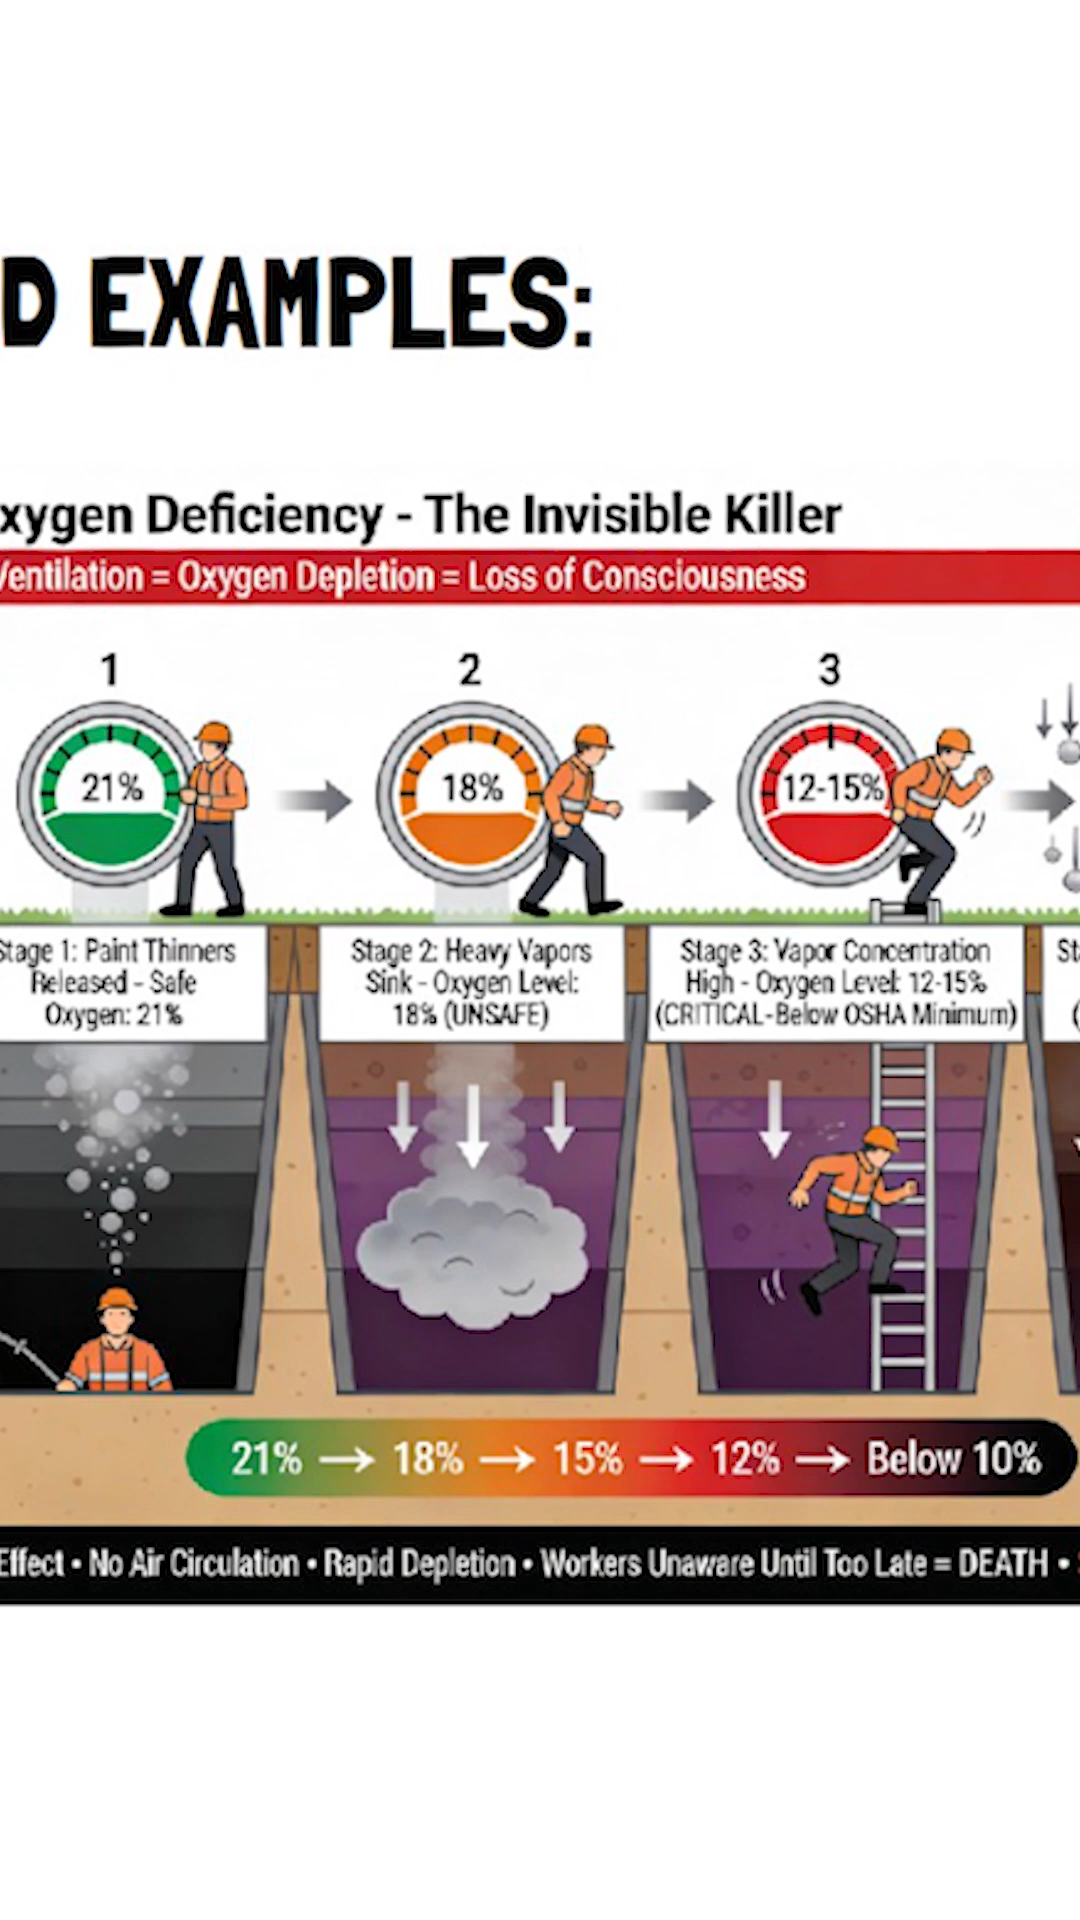 D EXAMPLES:
xygen Deficiency - The Invisible Killer
Ventilation = Oxygen Depletion = Loss of Consciousness
1
2
3
21%
18%
12-15%
Stage 1: Paint Thinners
Released - Safe
Oxygen: 21%
Stage 2: Heavy Vapors
Sink - Oxygen Level:
18% (UNSAFE)
Stage 3: Vapor Concentration
High - Oxygen Level: 12-15%
(CRITICAL-Below OSHA Minimum)
St
(
21% → 18% → 15% → 12% → Below 10%
Effect • No Air Circulation • Rapid Depletion • Workers Unaware Until Too Late = DEATH •